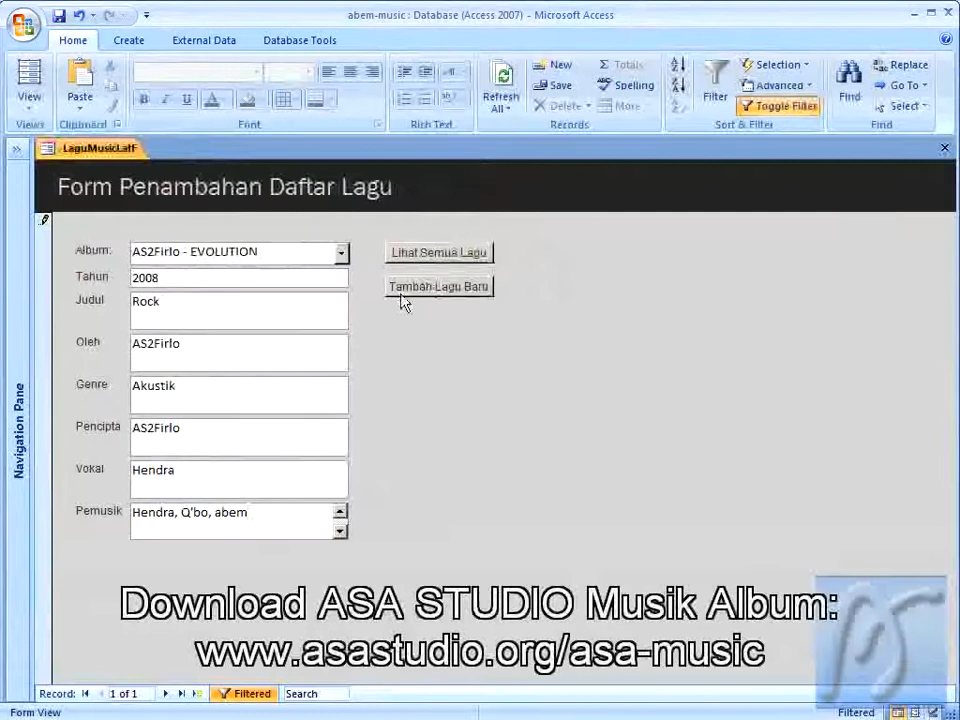 abem-music : Database (Access 2007) - Microsoft Access
Home Create External Data Database Tools
View
Views
Paste
Clipboard
B I U A
Font
Rich Text
Refresh All
New
Save
Delete
Totals
Spelling
More
Records
Filter
Selection
Advanced
Toggle Filter
Sort & Filter
Find
Replace
Go To
Select
Find
LaguMusicLatF
Form Penambahan Daftar Lagu
Navigation Pane
Album: AS2Firlo - EVOLUTION
Tahun 2008
Judul Rock
Oleh AS2Firlo
Genre Akustik
Pencipta AS2Firlo
Vokal Hendra
Pemusik Hendra, Q'bo, abem
Lihat Semua Lagu
Tambah Lagu Baru
Download ASA STUDIO Musik Album:
www.asastudio.org/asa-music
Record: 1 of 1 Filtered Search
Form View Filtered